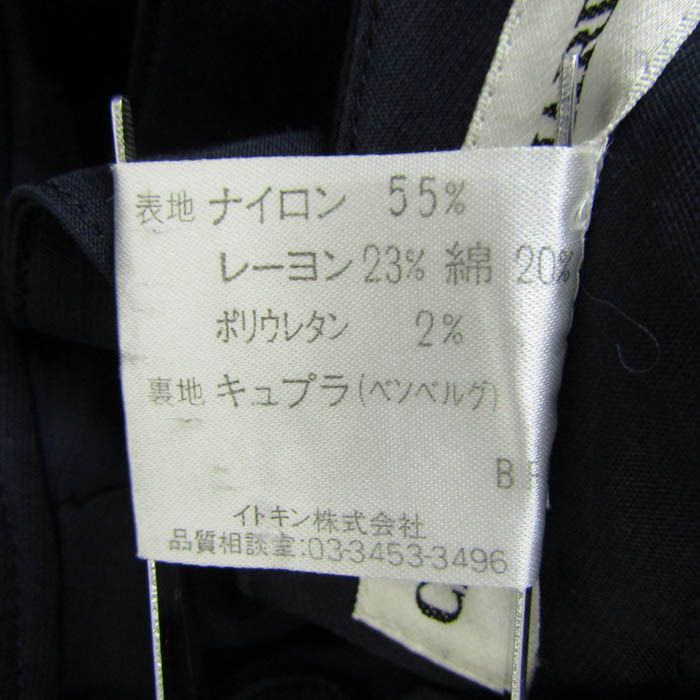 表地 ナイロン 55%
レーヨン 23% 綿 20%
ポリウレタン 2%
裏地 キュプラ(ベンベルグ)
B
イトキン株式会社
品質相談室:03-3453-3496